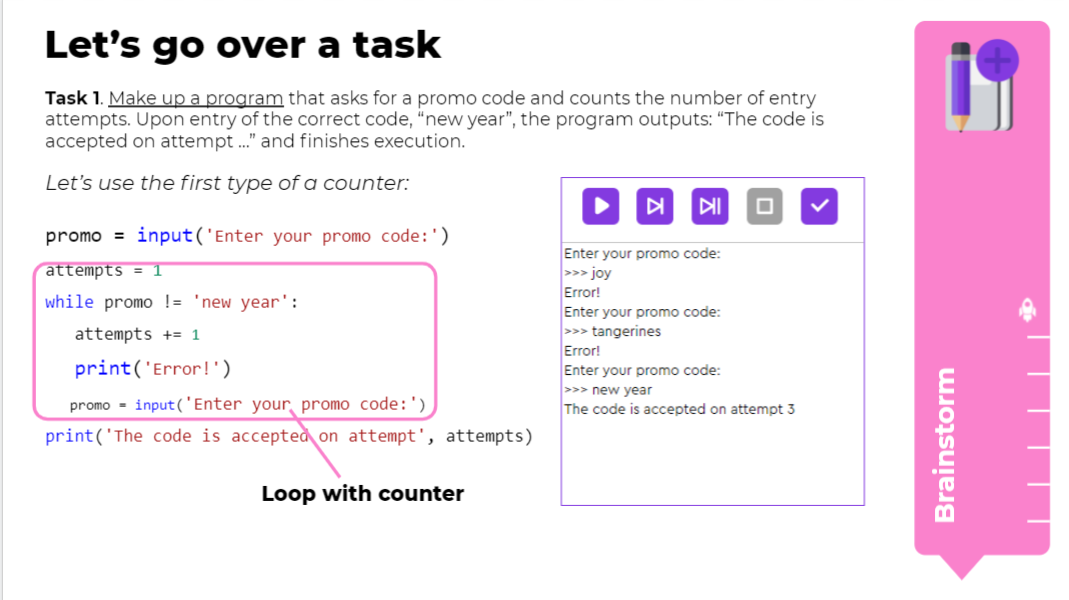 Let's go over a task
Task 1. Make up a program that asks for a promo code and counts the number of entry
attempts. Upon entry of the correct code, “new year”, the program outputs: “The code is
accepted on attempt ...” and finishes execution.
Let's use the first type of a counter:
promo = input('Enter your promo code:')
attempts = 1
while promo != 'new year':
    attempts += 1
    print('Error!')
    promo = input('Enter your promo code:')
print('The code is accepted on attempt', attempts)
Loop with counter
Enter your promo code:
>>> joy
Error!
Enter your promo code:
>>> tangerines
Error!
Enter your promo code:
>>> new year
The code is accepted on attempt 3
Brainstorm